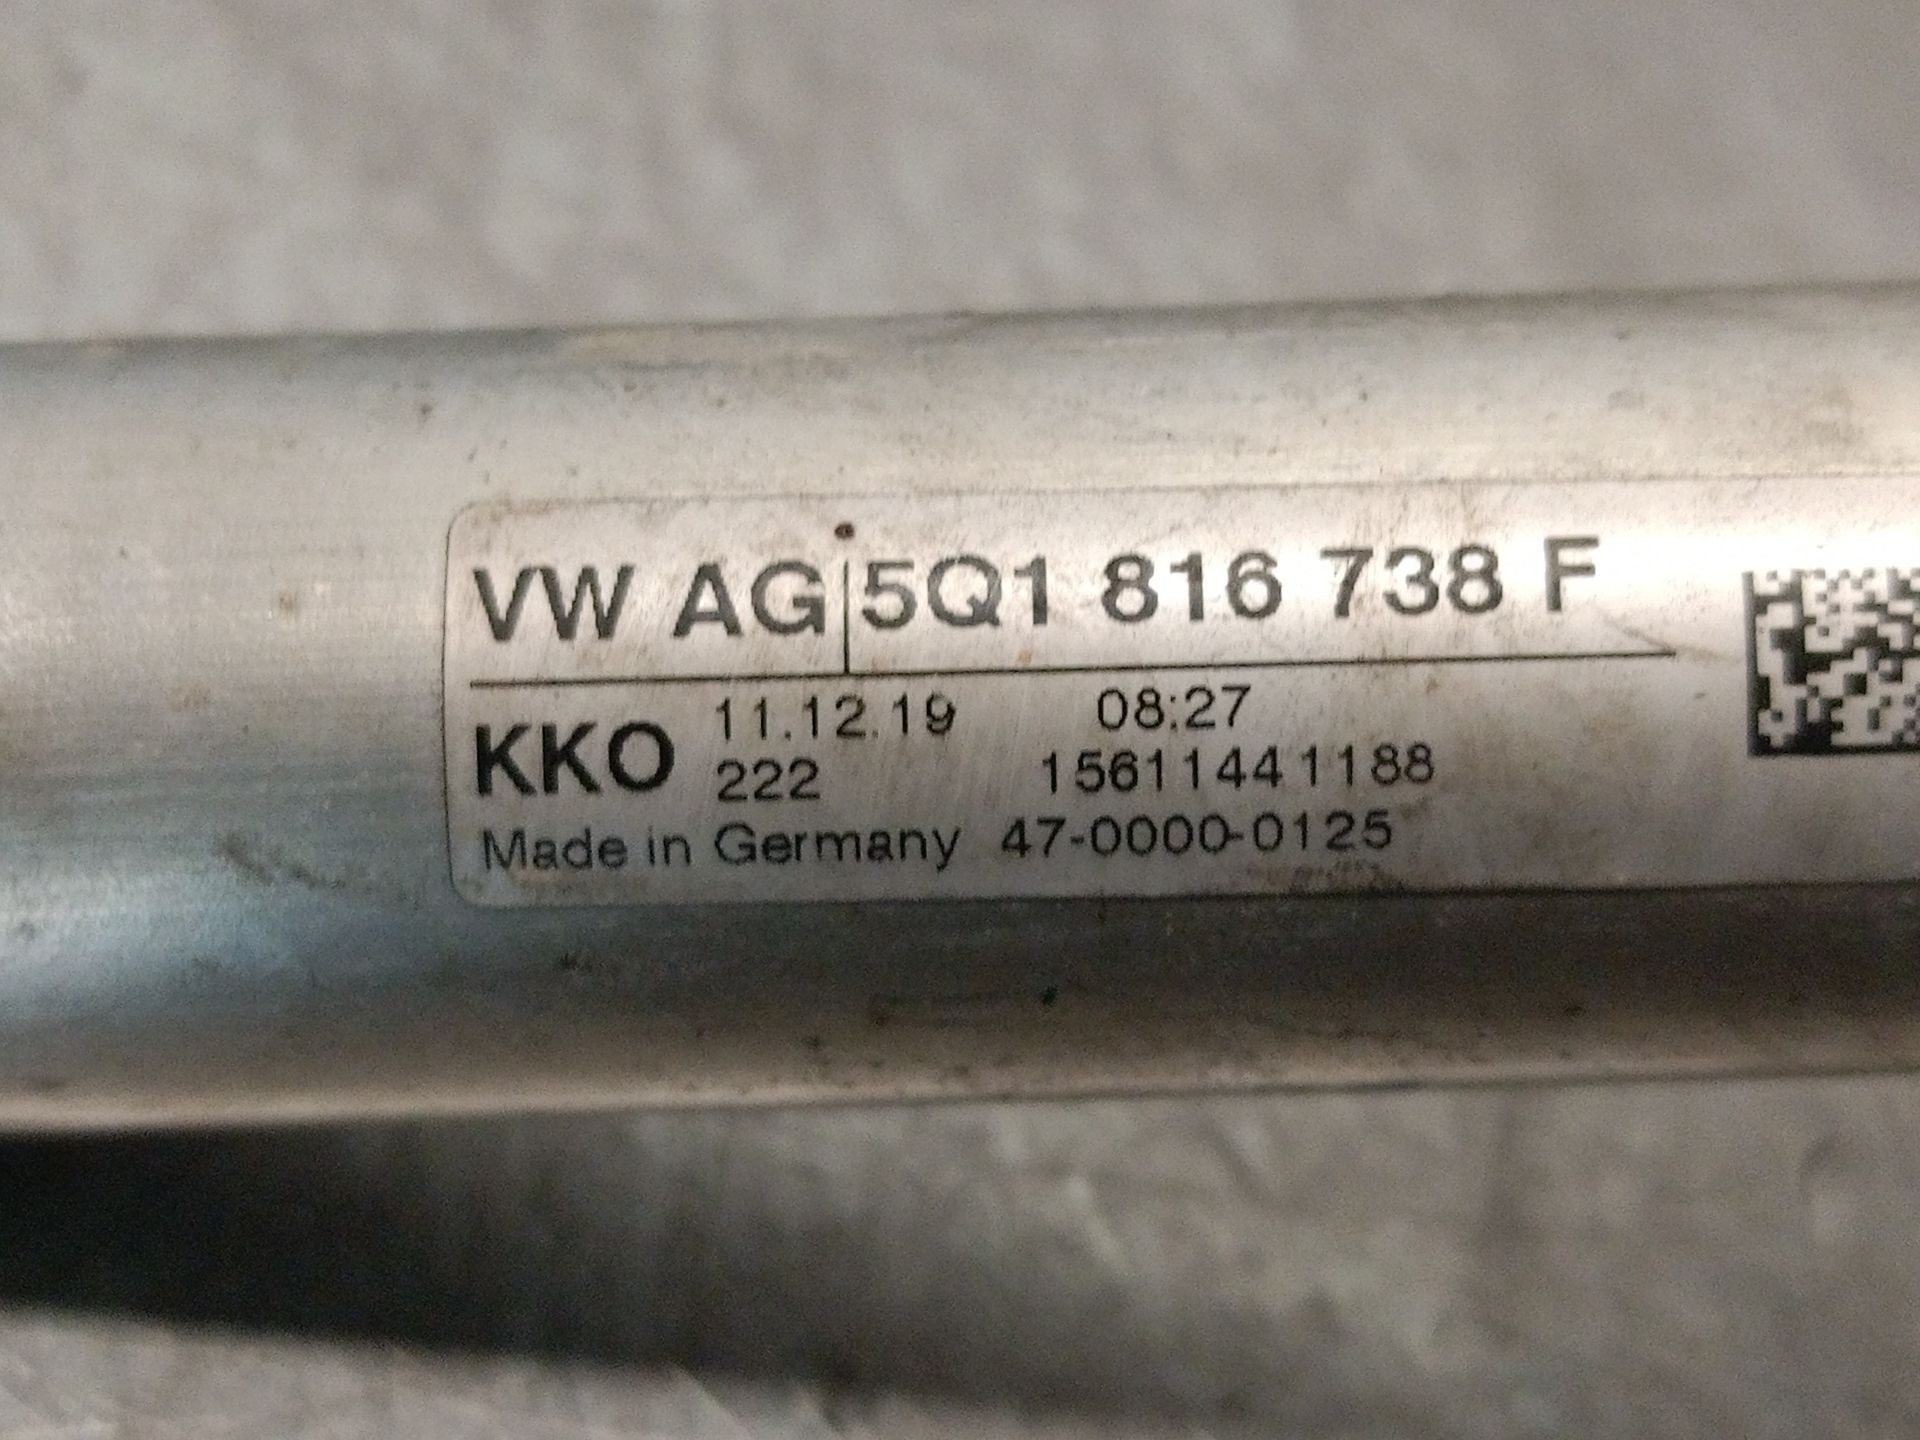 VW AG 5Q1 816 738 F
KKO 11.12.19 08:27
222 15611441188
Made in Germany 47-0000-0125